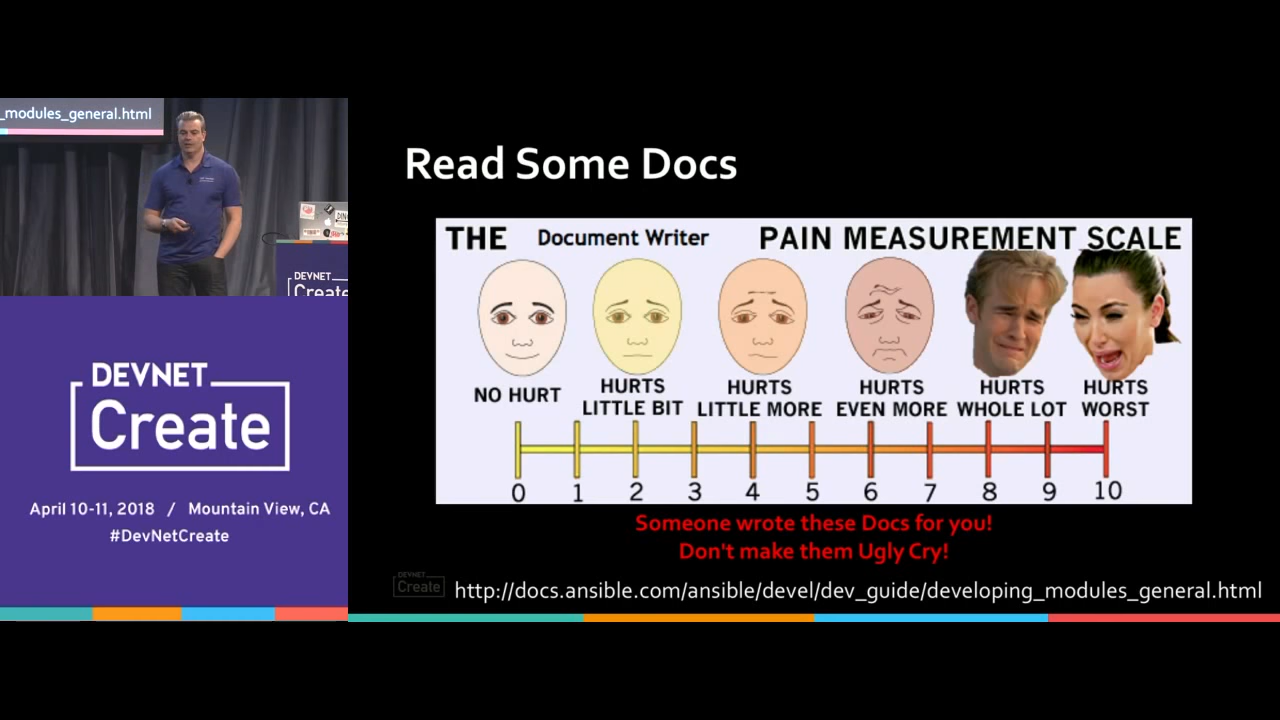 _modules_general.html
DEVNET
Create
DEVNET
Create
April 10-11, 2018 / Mountain View, CA
#DevNetCreate
Read Some Docs
THE Document Writer PAIN MEASUREMENT SCALE
NO HURT
HURTS LITTLE BIT
HURTS LITTLE MORE
HURTS EVEN MORE
HURTS WHOLE LOT
HURTS WORST
0 1 2 3 4 5 6 7 8 9 10
Someone wrote these Docs for you!
Don't make them Ugly Cry!
DEVNET
Create
http://docs.ansible.com/ansible/devel/dev_guide/developing_modules_general.html